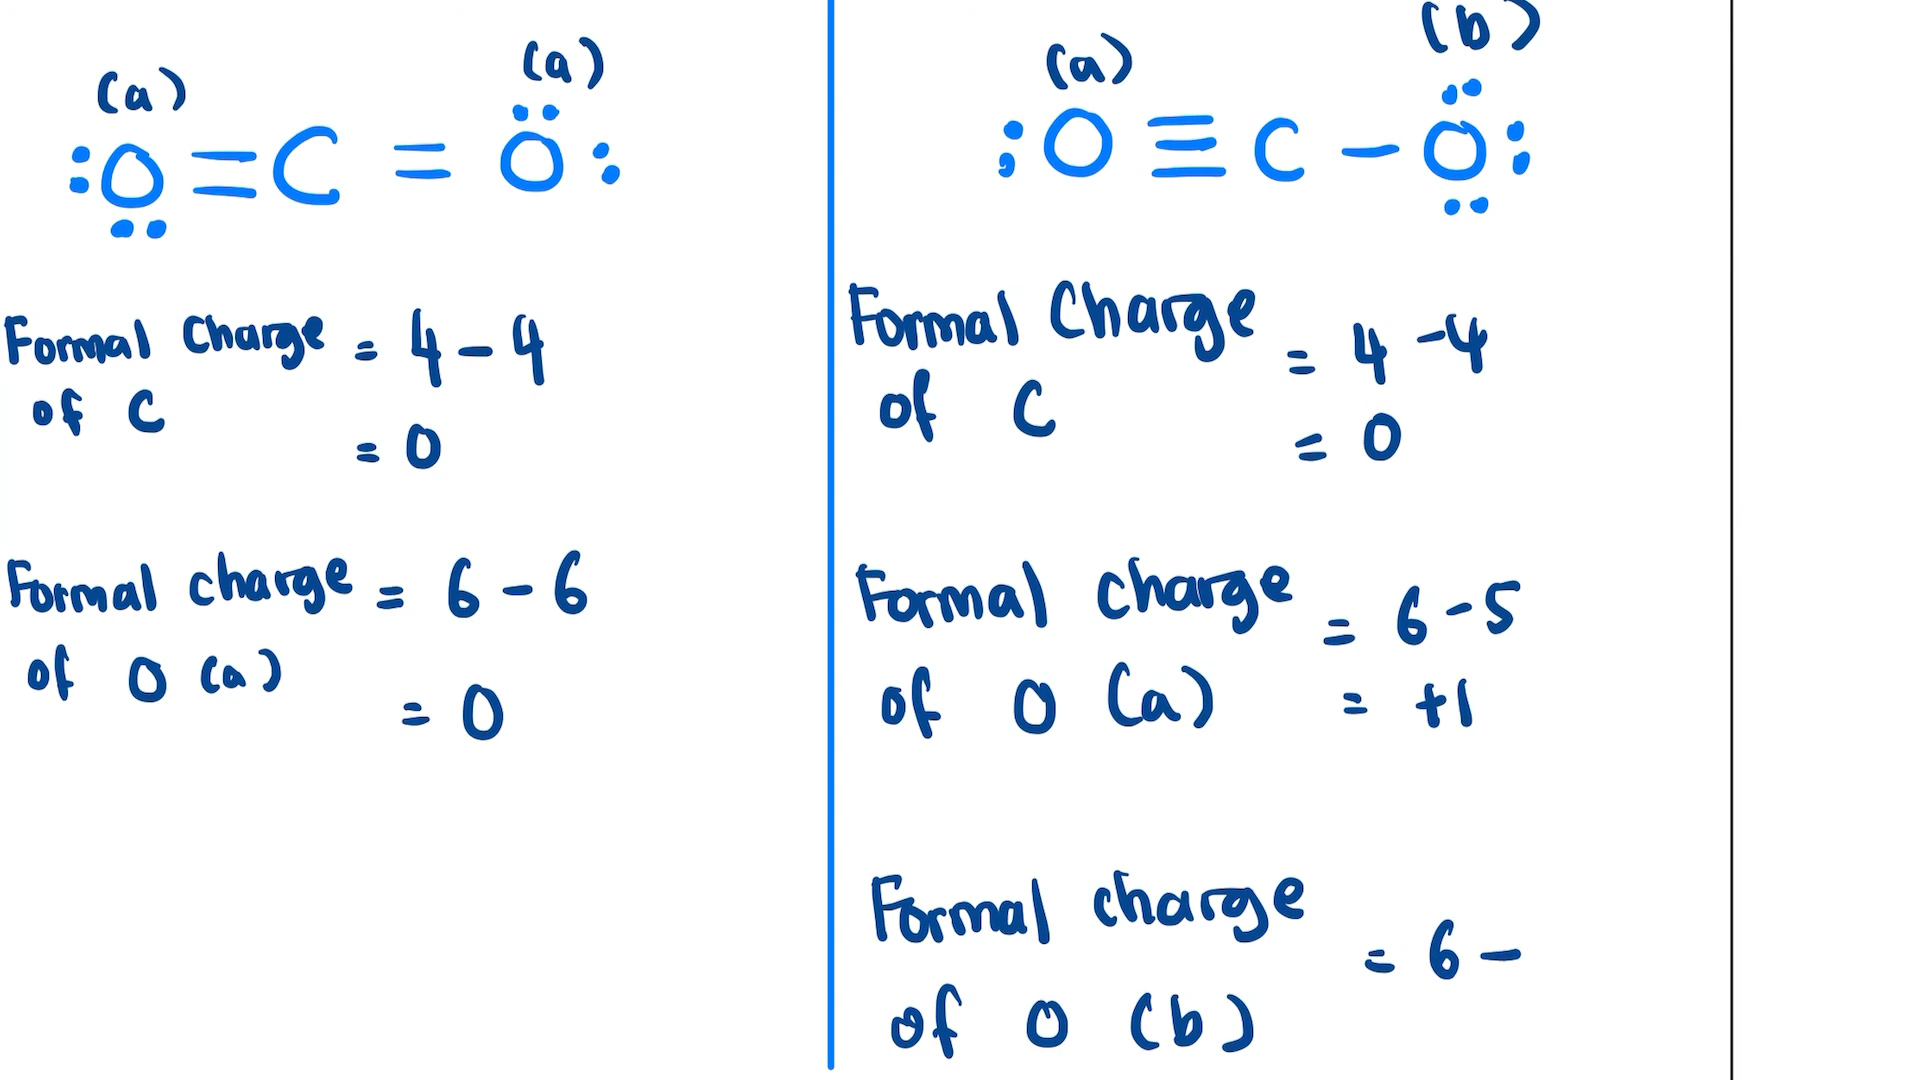 (a) (a)
:O=C=O:
Formal Charge = 4-4
of C
= 0
Formal charge = 6-6
of O (a)
= 0
(a) (b)
:O≡C-O:
Formal Charge
= 4-4
of C
= 0
Formal charge
= 6-5
of O (a) = +1
Formal charge
= 6-
of O (b)